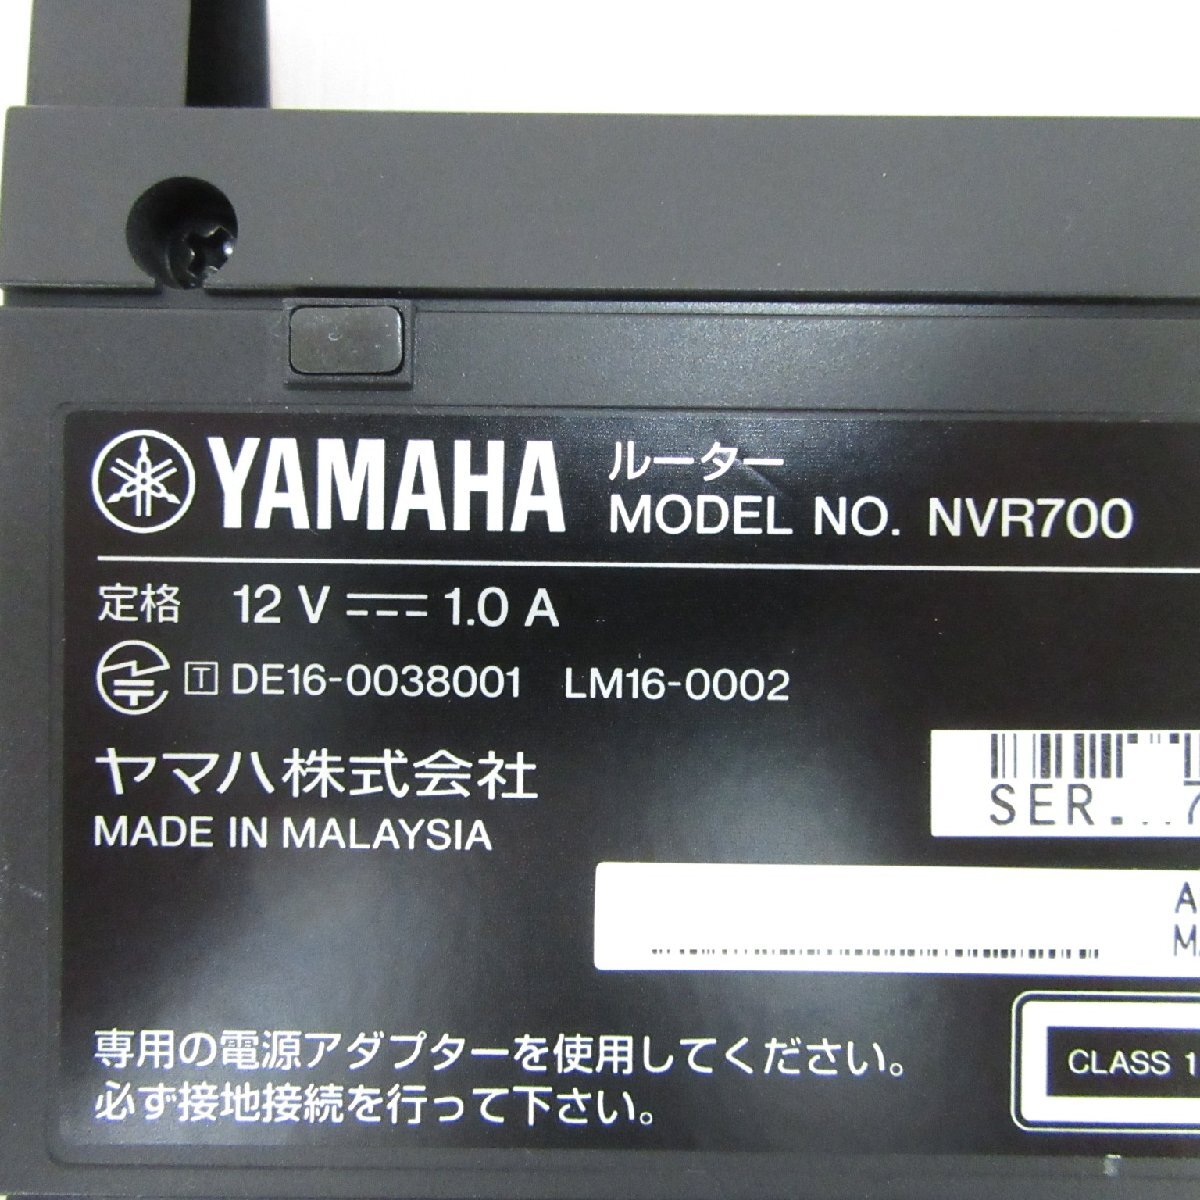 YAMAHA
ルーター
MODEL NO. NVR700
定格 12 V 1.0 A
T DE16-0038001 LM16-0002
ヤマハ株式会社
MADE IN MALAYSIA
SER.
専用の電源アダプターを使用してください。
必ず接地接続を行って下さい。
CLASS 1